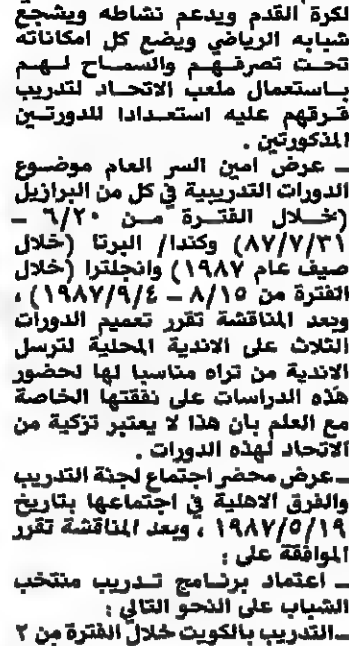 لكرة القدم ويدعم نشاطه ويشجع
شبابه الرياضي ويضع كل امكاناته
تحت تصرفهم والسماح لهم
باستعمال ملعب الاتحاد لتدريب
فرقهم عليه استعدادا للدورتين
المذكورتين .
ـ عرض امين السر العام موضوع
الدورات التدريبية في كل من البرازيل
(خلال الفترة من ٦/٢٠ ـ
٨٧/٧/٣١) وكندا/ البرتا (خلال
صيف عام ١٩٨٧) وانجلترا (خلال
الفترة من ٨/١٥ ـ ١٩٨٧/٩/٤) ،
وبعد المناقشة تقرر تعميم الدورات
الثلاث على الاندية المحلية لترسل
الاندية من تراه مناسبا لها لحضور
هذه الدراسات على نفقتها الخاصة
مع العلم بان هذا لا يعتبر تزكية من
الاتحاد لهذه الدورات .
ـ عرض محضر اجتماع لجنة التدريب
والفرق الاهلية في اجتماعها بتاريخ
١٩٨٧/٥/١٩ ، وبعد المناقشة تقرر
الموافقة على :
ـ اعتماد برنامج تدريب منتخب
الشباب على النحو التالي :
ـ التدريب بالكويت خلال الفترة من ٢